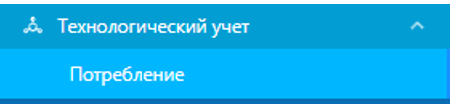 Технологический учет
Потребление